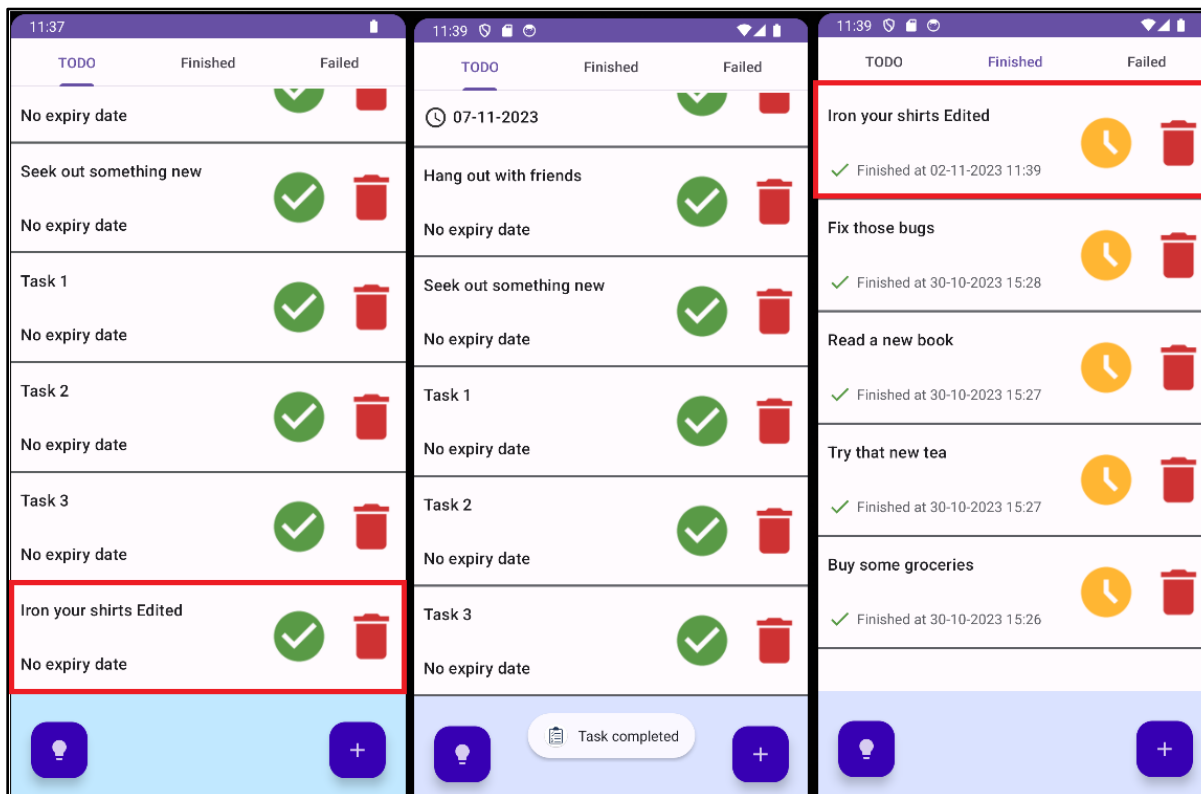 11:37
TODO Finished Failed
No expiry date
Seek out something new
No expiry date
Task 1
No expiry date
Task 2
No expiry date
Task 3
No expiry date
Iron your shirts Edited
No expiry date
+
11:39
TODO Finished Failed
07-11-2023
Hang out with friends
No expiry date
Seek out something new
No expiry date
Task 1
No expiry date
Task 2
No expiry date
Task 3
No expiry date
Task completed
+
11:39
TODO Finished Failed
Iron your shirts Edited
Finished at 02-11-2023 11:39
Fix those bugs
Finished at 30-10-2023 15:28
Read a new book
Finished at 30-10-2023 15:27
Try that new tea
Finished at 30-10-2023 15:27
Buy some groceries
Finished at 30-10-2023 15:26
+